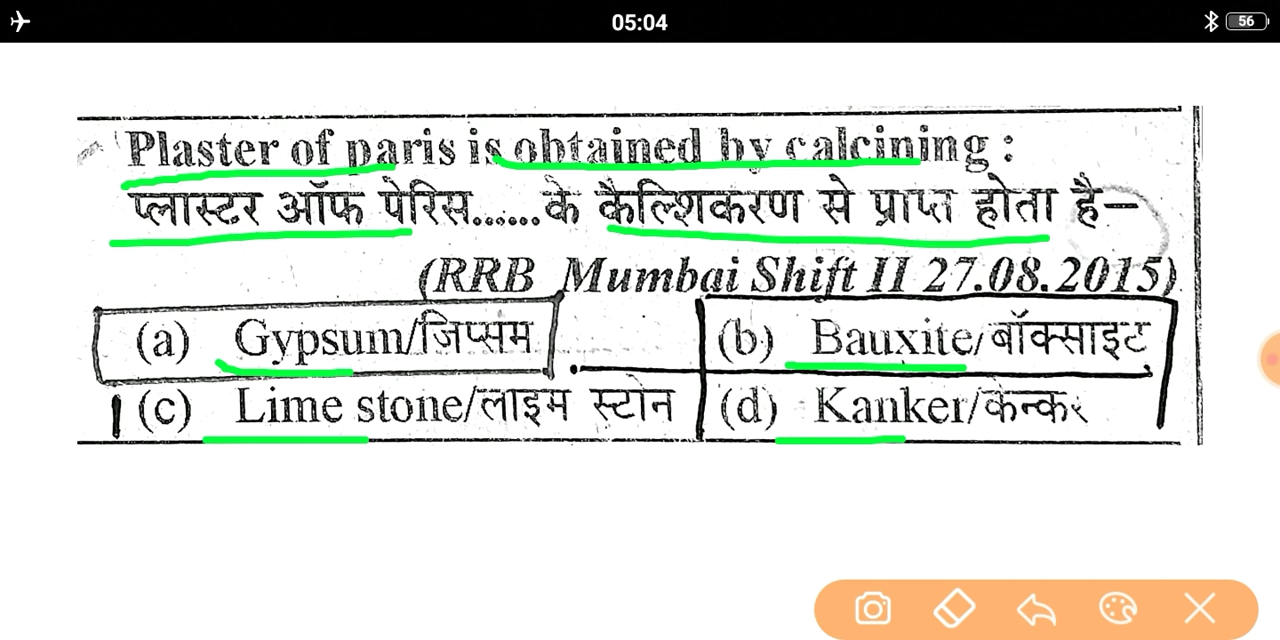 05:04
56
Plaster of paris is obtained by calcining :
प्लास्टर ऑफ पेरिस......के कैल्शिकरण से प्राप्त होता है–
(RRB Mumbai Shift II 27.08.2015)
(a) Gypsum/जिप्सम (b) Bauxite/बॉक्साइट
(c) Lime stone/लाइम स्टोन (d) Kanker/केन्कर